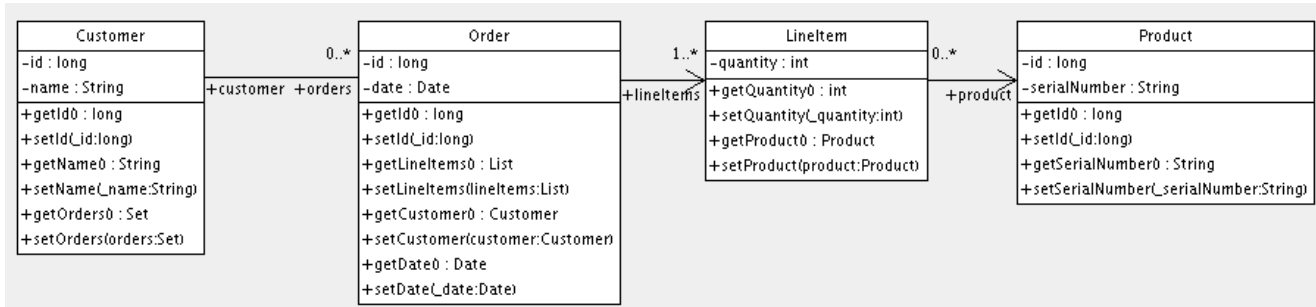 Customer
-id : long
-name : String
+getId() : long
+setId(_id:long)
+getName() : String
+setName(_name:String)
+getOrders() : Set
+setOrders(orders:Set)
0..*
+customer +orders
Order
-id : long
-date : Date
+getId() : long
+setId(_id:long)
+getLineItems() : List
+setLineItems(lineItems:List)
+getCustomer() : Customer
+setCustomer(customer:Customer)
+getDate() : Date
+setDate(_date:Date)
1..*
+lineItems
LineItem
-quantity : int
+getQuantity() : int
+setQuantity(_quantity:int)
+getProduct() : Product
+setProduct(product:Product)
0..*
+product
Product
-id : long
-serialNumber : String
+getId() : long
+setId(_id:long)
+getSerialNumber() : String
+setSerialNumber(_serialNumber:String)